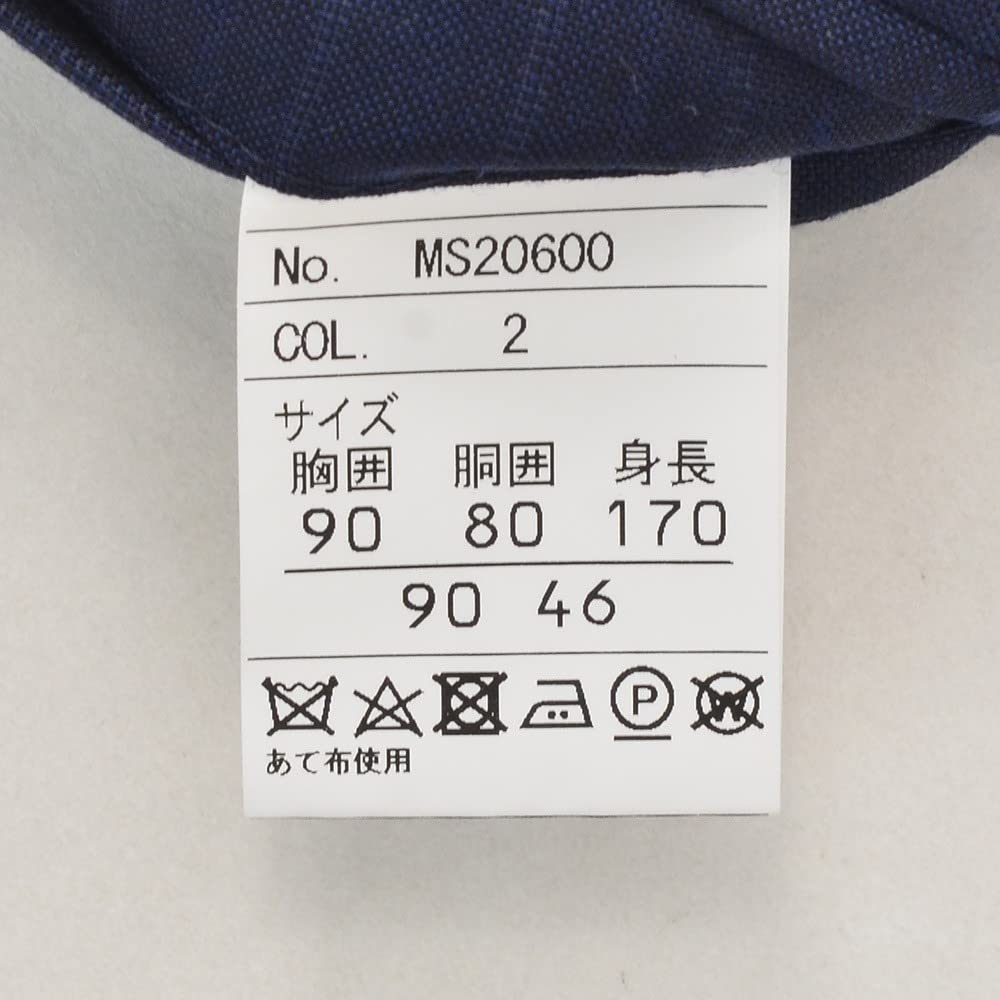 No. MS20600
COL. 2
サイズ
胸囲 胴囲 身長
90 80 170
90 46
P W
あて布使用